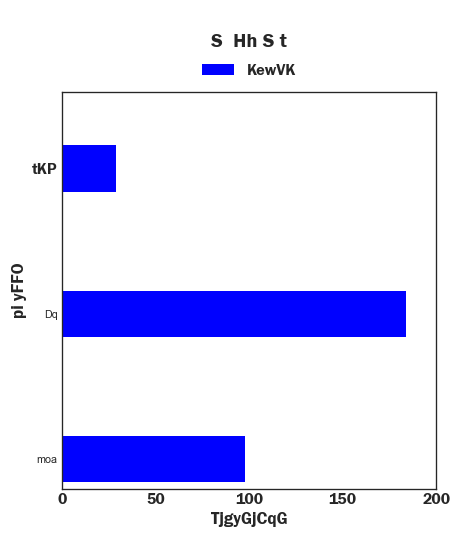 S Hh S t
KewVK
tKP
Dq
moa
pl yFFO
0 50 100 150 200
TjgyGjCqG